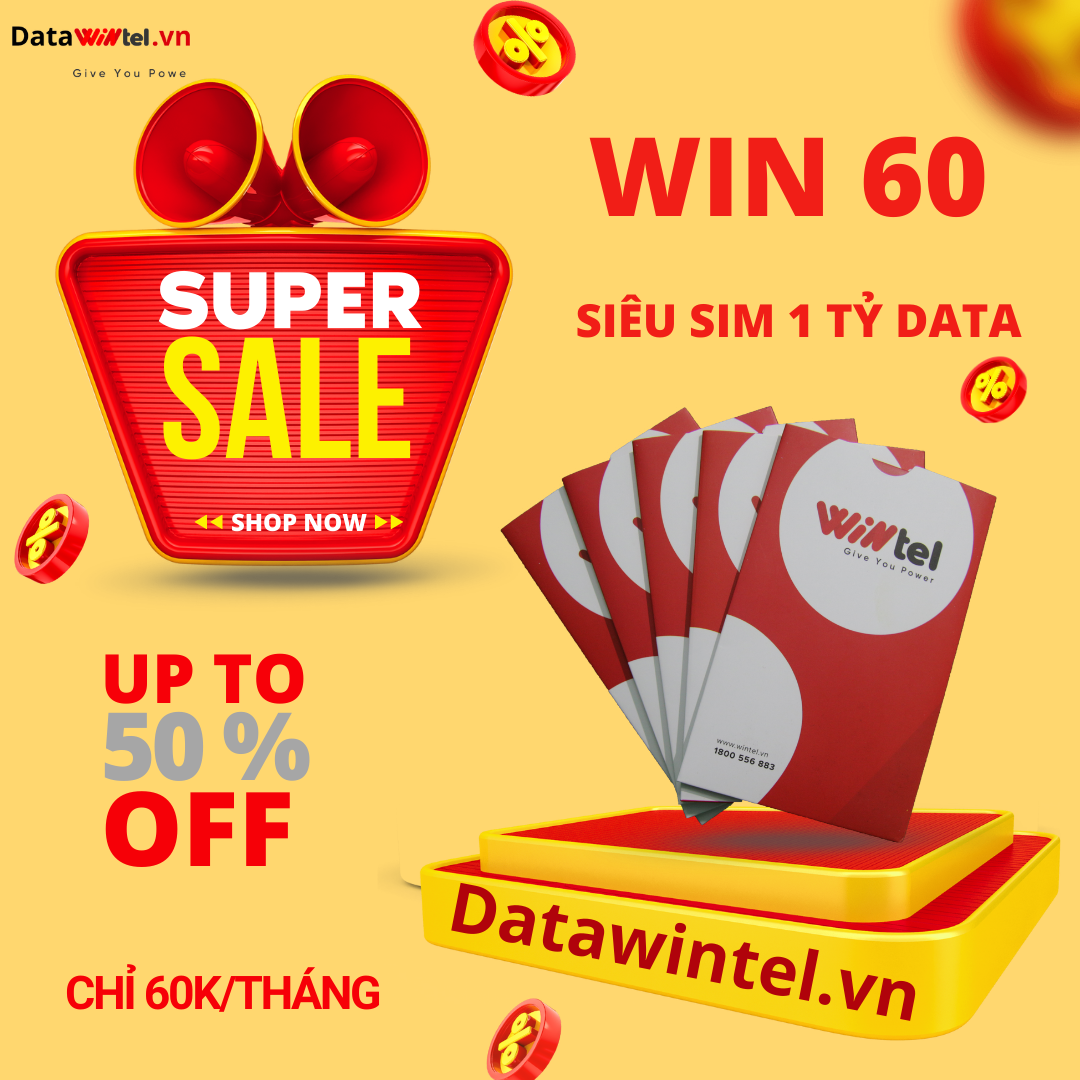 DataWiNtel.vn
Give You Powe
WIN 60
SUPER
SALE
SHOP NOW
SIÊU SIM 1 TỶ DATA
WiNtel
Give You Power
www.wintel.vn
1800 556 883
UP TO
50 %
OFF
Datawintel.vn
CHỈ 60K/THÁNG